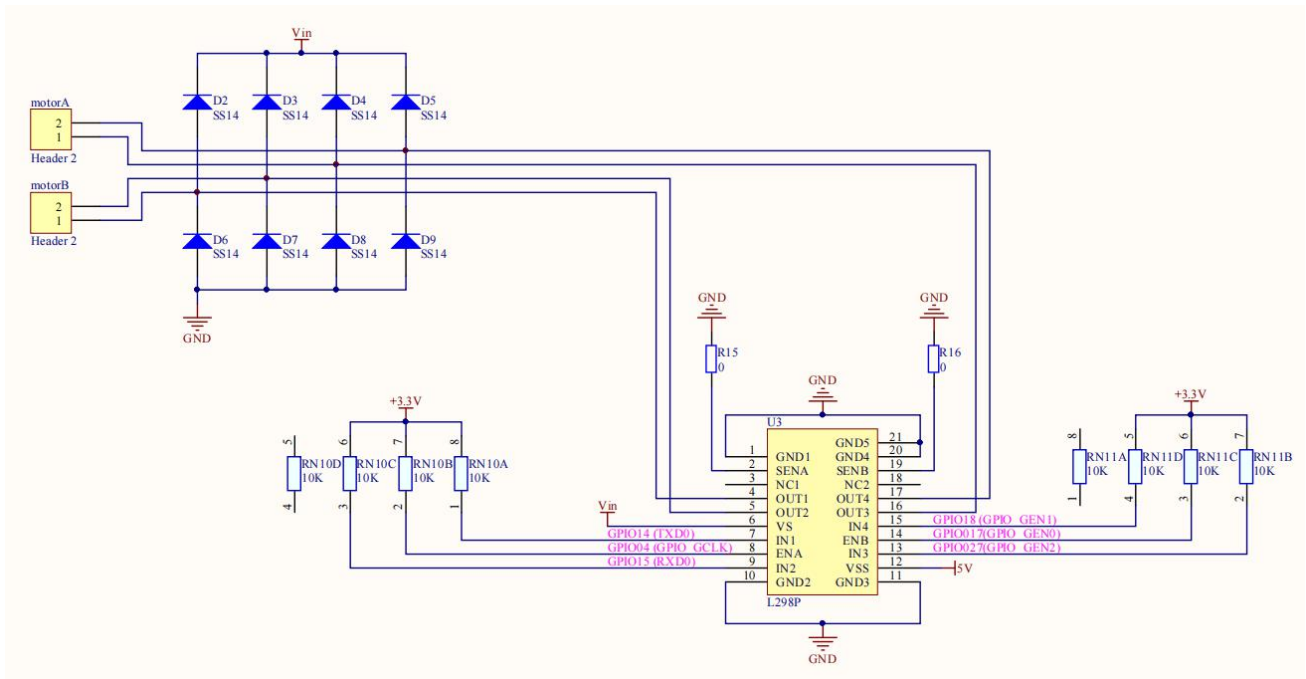 Vin
motorA
2
1
Header 2
motorB
2
1
Header 2
D2
SS14
D3
SS14
D4
SS14
D5
SS14
D6
SS14
D7
SS14
D8
SS14
D9
SS14
GND
GND
R15
0
GND
R16
0
GND
+3.3V
5
RN10D
10K
4
6
RN10C
10K
3
7
RN10B
10K
2
8
RN10A
10K
1
Vin
GPIO14 (TXD0)
GPIO04 (GPIO_GCLK)
GPIO15 (RXD0)
U3
1 GND1
2 SENA
3 NC1
4 OUT1
5 OUT2
6 VS
7 IN1
8 ENA
9 IN2
10 GND2
GND5 21
GND4 20
SENB 19
NC2 18
OUT4 17
OUT3 16
IN4 15
ENB 14
IN3 13
VSS 12
GND3 11
L298P
GND
GPIO18 (GPIO_GEN1)
GPIO017(GPIO_GEN0)
GPIO027(GPIO_GEN2)
5V
+3.3V
8
RN11A
10K
1
5
RN11D
10K
4
6
RN11C
10K
3
7
RN11B
10K
2